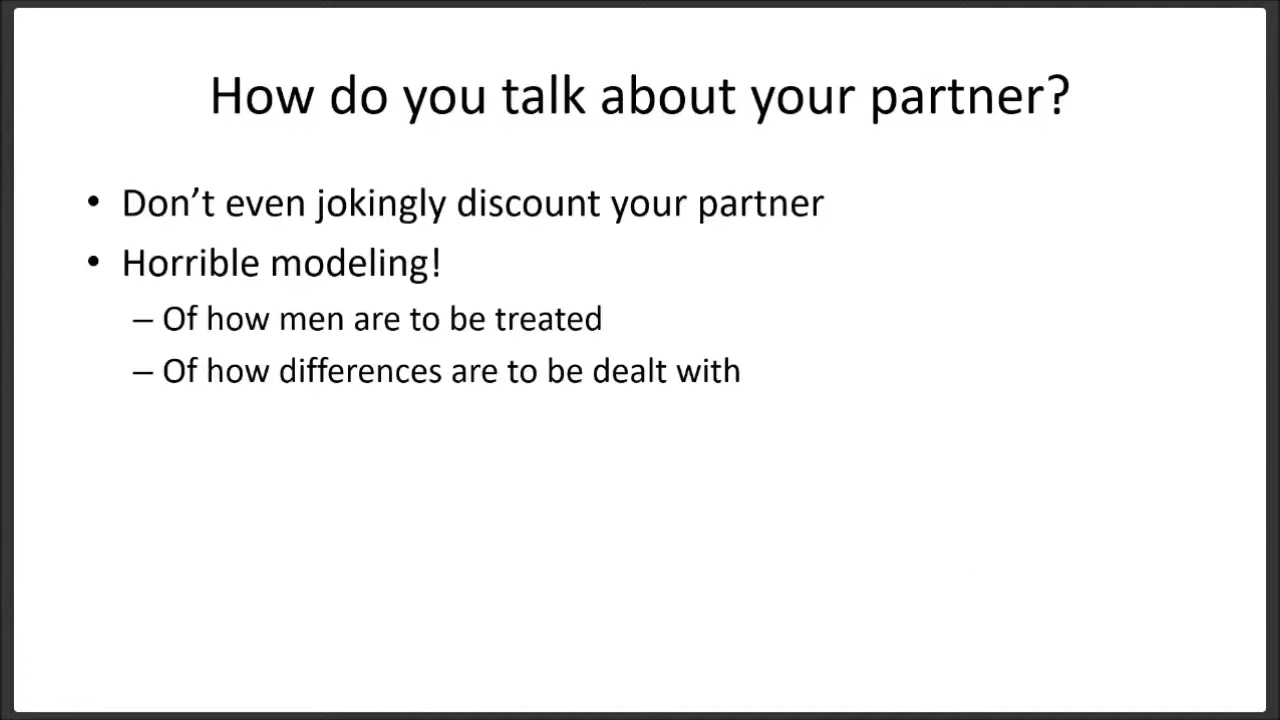 How do you talk about your partner?
• Don’t even jokingly discount your partner
• Horrible modeling!
– Of how men are to be treated
– Of how differences are to be dealt with